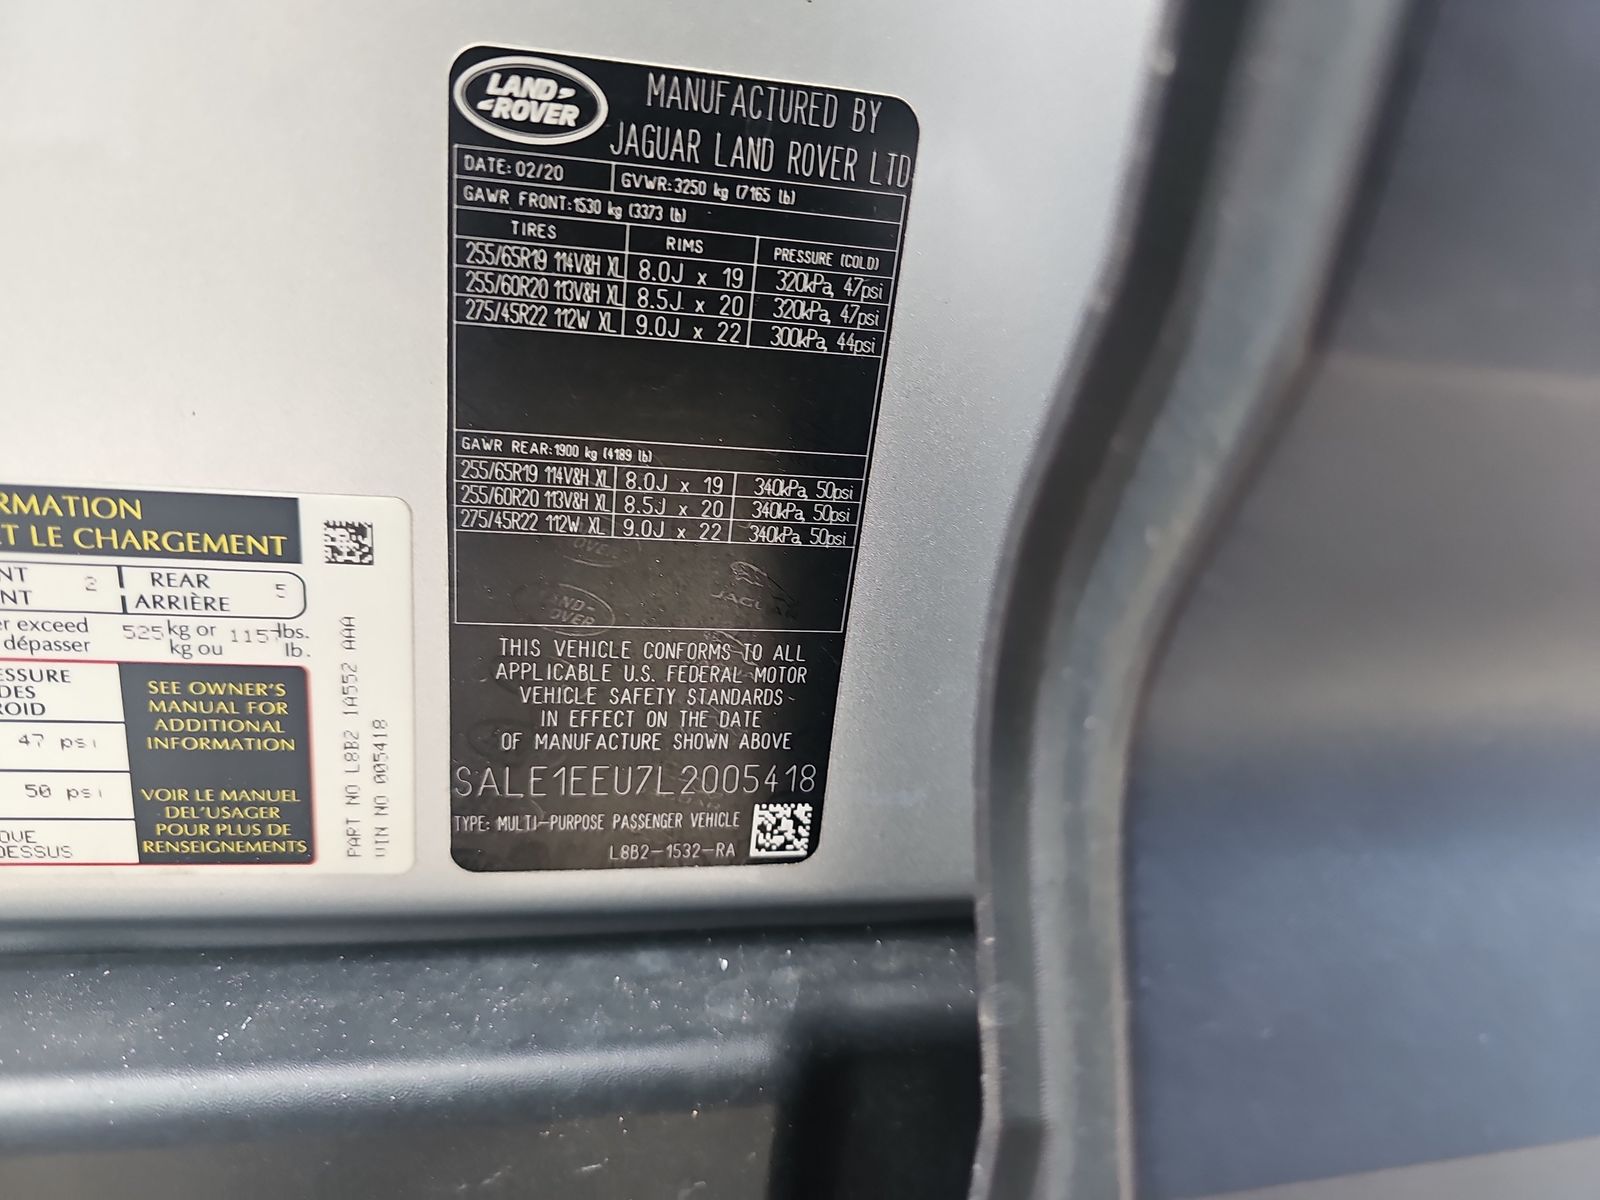 LAND ROVER
MANUFACTURED BY
JAGUAR LAND ROVER LTD
DATE: 02/20 GVWR: 3250 kg (7165 lb)
GAWR FRONT: 1530 kg (3373 lb)
TIRES RIMS PRESSURE (COLD)
255/65R19 114V&H XL 8.0J x 19 320kPa, 47psi
255/60R20 113V&H XL 8.5J x 20 320kPa, 47psi
275/45R22 112W XL 9.0J x 22 300kPa, 44psi
GAWR REAR: 1900 kg (4189 lb)
255/65R19 114V&H XL 8.0J x 19 340kPa, 50psi
255/60R20 113V&H XL 8.5J x 20 340kPa, 50psi
275/45R22 112W XL 9.0J x 22 340kPa, 50psi
THIS VEHICLE CONFORMS TO ALL
APPLICABLE U.S. FEDERAL MOTOR
VEHICLE SAFETY STANDARDS
IN EFFECT ON THE DATE
OF MANUFACTURE SHOWN ABOVE
SALE1EEU7L2005418
TYPE: MULTI-PURPOSE PASSENGER VEHICLE
L8B2-1532-RA
RMATION
ET LE CHARGEMENT
NT 2 REAR 5
NT ARRIÈRE
er exceed 525 kg or 1157 lbs.
dépasser kg ou lb.
ESSURE
DES
ROID
47 psi
50 psi
QUE
DESSUS
SEE OWNER'S
MANUAL FOR
ADDITIONAL
INFORMATION
VOIR LE MANUEL
DEL'USAGER
POUR PLUS DE
RENSEIGNEMENTS
PART NO L8B2 1A552 AAA
VIN NO 005418